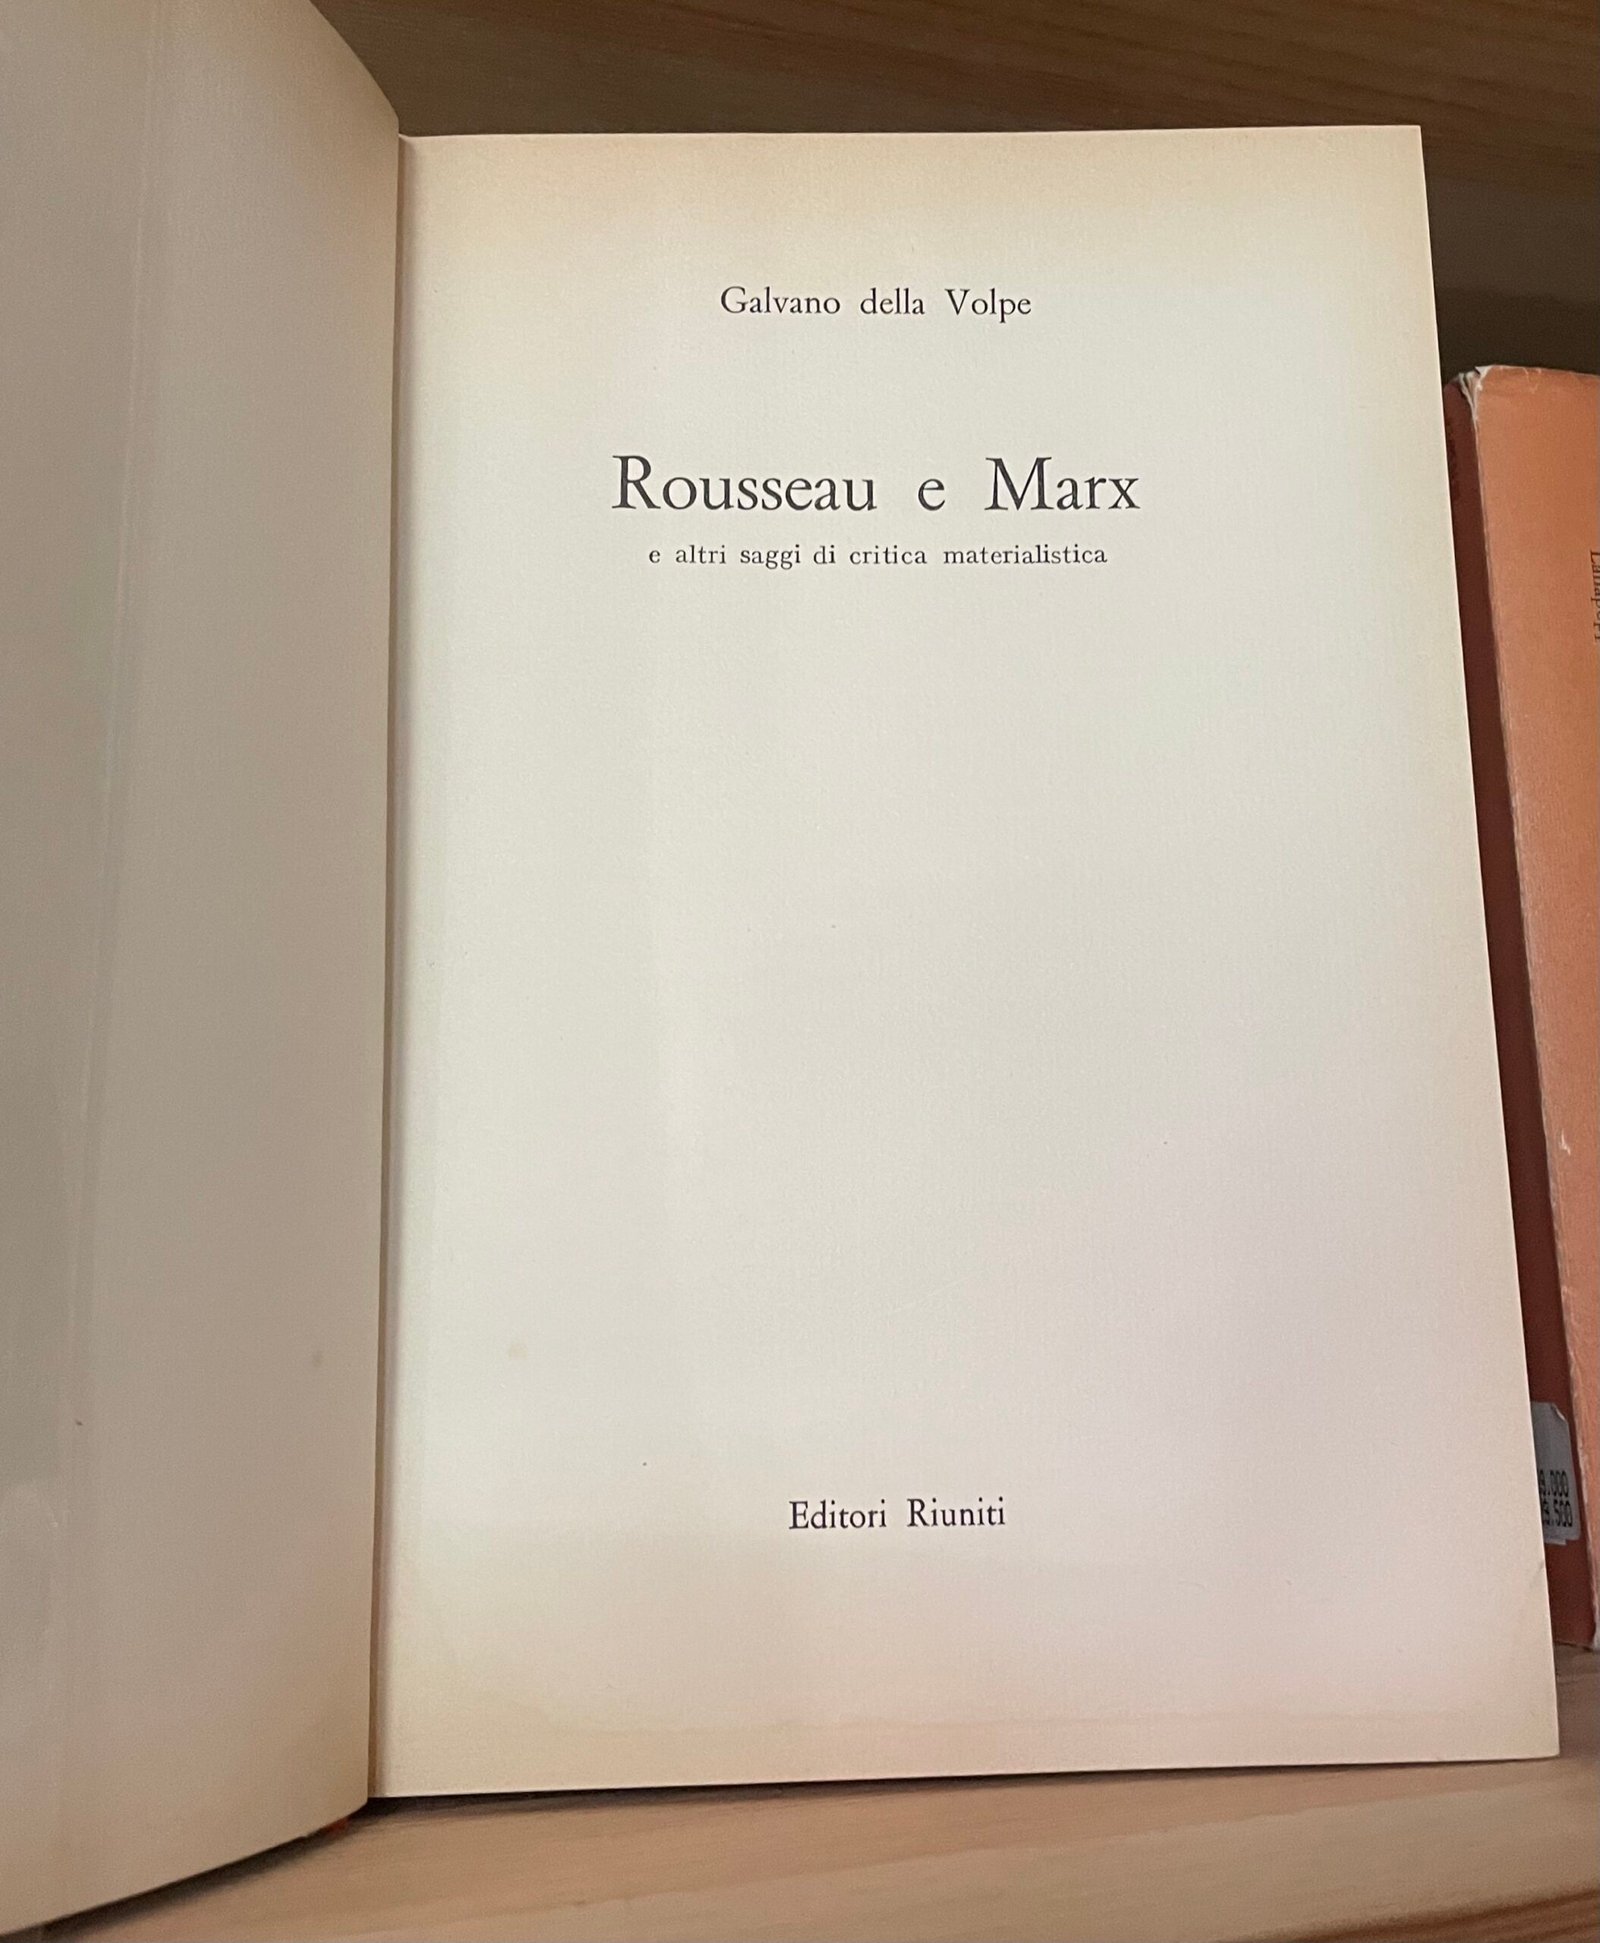 Galvano della Volpe
Rousseau e Marx
e altri saggi di critica materialistica
Editori Riuniti